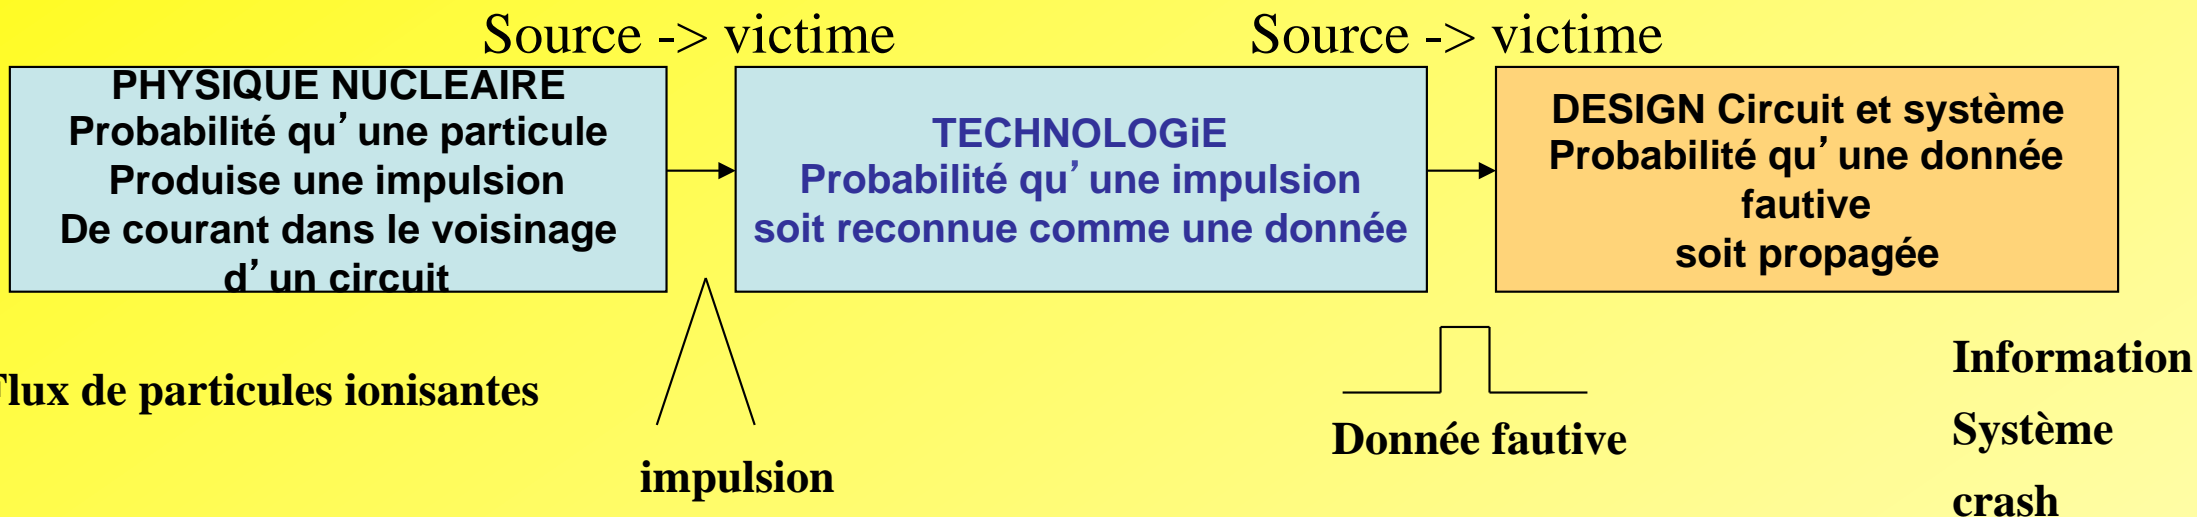 Source -> victime
Source -> victime
PHYSIQUE NUCLEAIRE
Probabilité qu’une particule
Produise une impulsion
De courant dans le voisinage
d’un circuit
TECHNOLOGiE
Probabilité qu’une impulsion
soit reconnue comme une donnée
DESIGN Circuit et système
Probabilité qu’une donnée
fautive
soit propagée
Flux de particules ionisantes
impulsion
Donnée fautive
Information
Système
crash